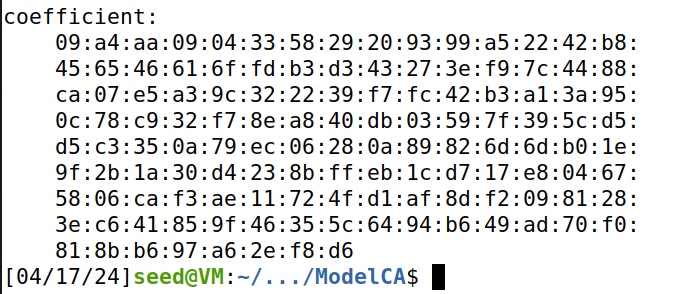 coefficient:
09:a4:aa:09:04:33:58:29:20:93:99:a5:22:42:b8:
45:65:46:61:6f:fd:b3:d3:43:27:3e:f9:7c:44:88:
ca:07:e5:a3:9c:32:22:39:f7:fc:42:b3:a1:3a:95:
0c:78:c9:32:f7:8e:a8:40:db:03:59:7f:39:5c:d5:
d5:c3:35:0a:79:ec:06:28:0a:89:82:6d:6d:b0:1e:
9f:2b:1a:30:d4:23:8b:ff:eb:1c:d7:17:e8:04:67:
58:06:ca:f3:ae:11:72:4f:d1:af:8d:f2:09:81:28:
3e:c6:41:85:9f:46:35:5c:64:94:b6:49:ad:70:f0:
81:8b:b6:97:a6:2e:f8:d6
[04/17/24]seed@VM:~/.../ModelCA$